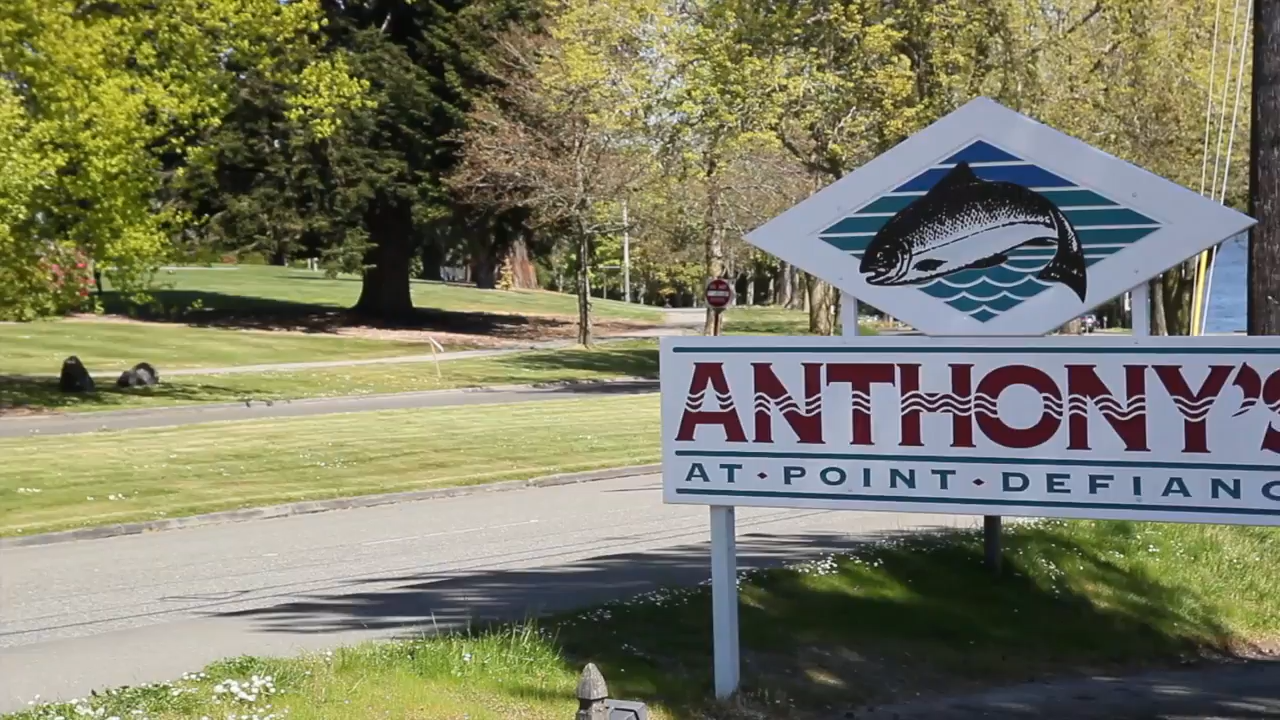 ANTHONY'S
AT • POINT • DEFIANC